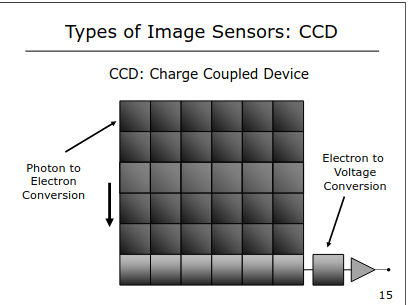 Types of Image Sensors: CCD
CCD: Charge Coupled Device
Photon to
Electron
Conversion
Electron to
Voltage
Conversion
15